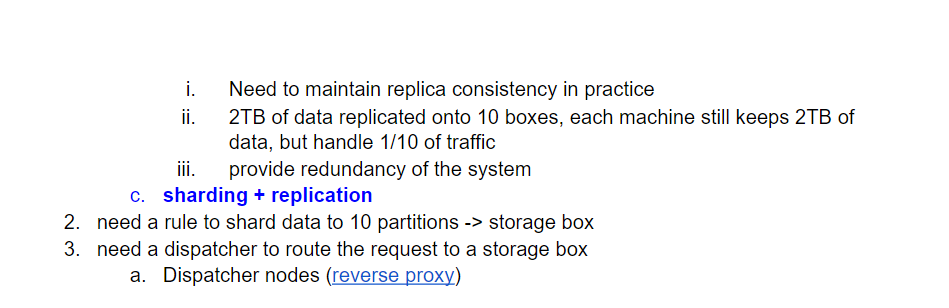 i. Need to maintain replica consistency in practice
ii. 2TB of data replicated onto 10 boxes, each machine still keeps 2TB of
data, but handle 1/10 of traffic
iii. provide redundancy of the system
c. sharding + replication
2. need a rule to shard data to 10 partitions -> storage box
3. need a dispatcher to route the request to a storage box
a. Dispatcher nodes (reverse proxy)